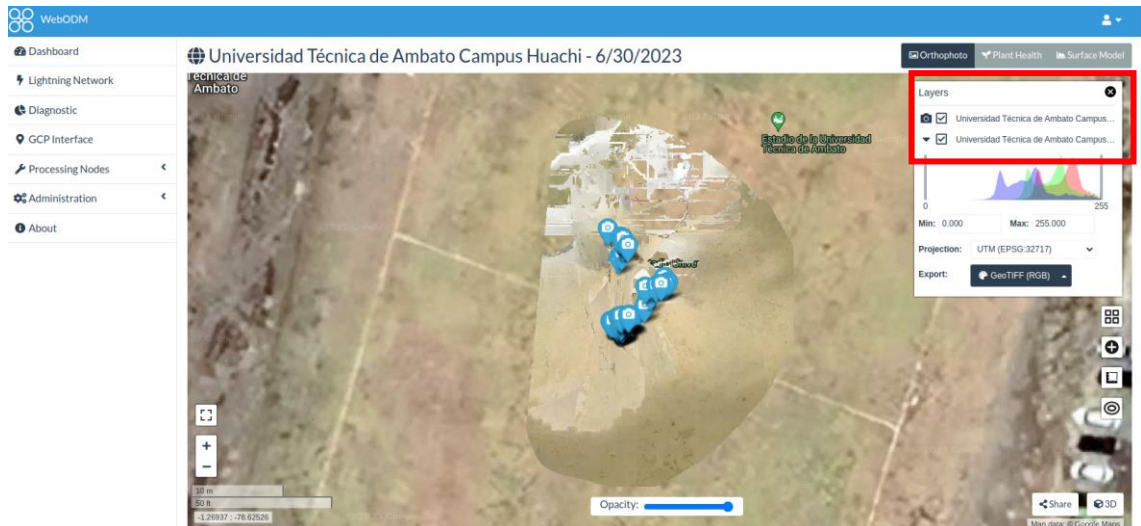 WebODM
Dashboard
Lightning Network
Diagnostic
GCP Interface
Processing Nodes
Administration
About
Universidad Técnica de Ambato Campus Huachi - 6/30/2023
Orthophoto
Plant Health
Surface Model
Técnica de
Ambato
Estadio de la Universidad
Técnica de Ambato
Layers
Universidad Técnica de Ambato Campus...
Universidad Técnica de Ambato Campus...
0
255
Min: 0.000
Max: 255.000
Projection: UTM (EPSG:32717)
Export: GeoTIFF (RGB)
+
−
10 m
50 ft
-1.26937 : -78.62526
Opacity:
Share
3D
Map data: © Google Maps